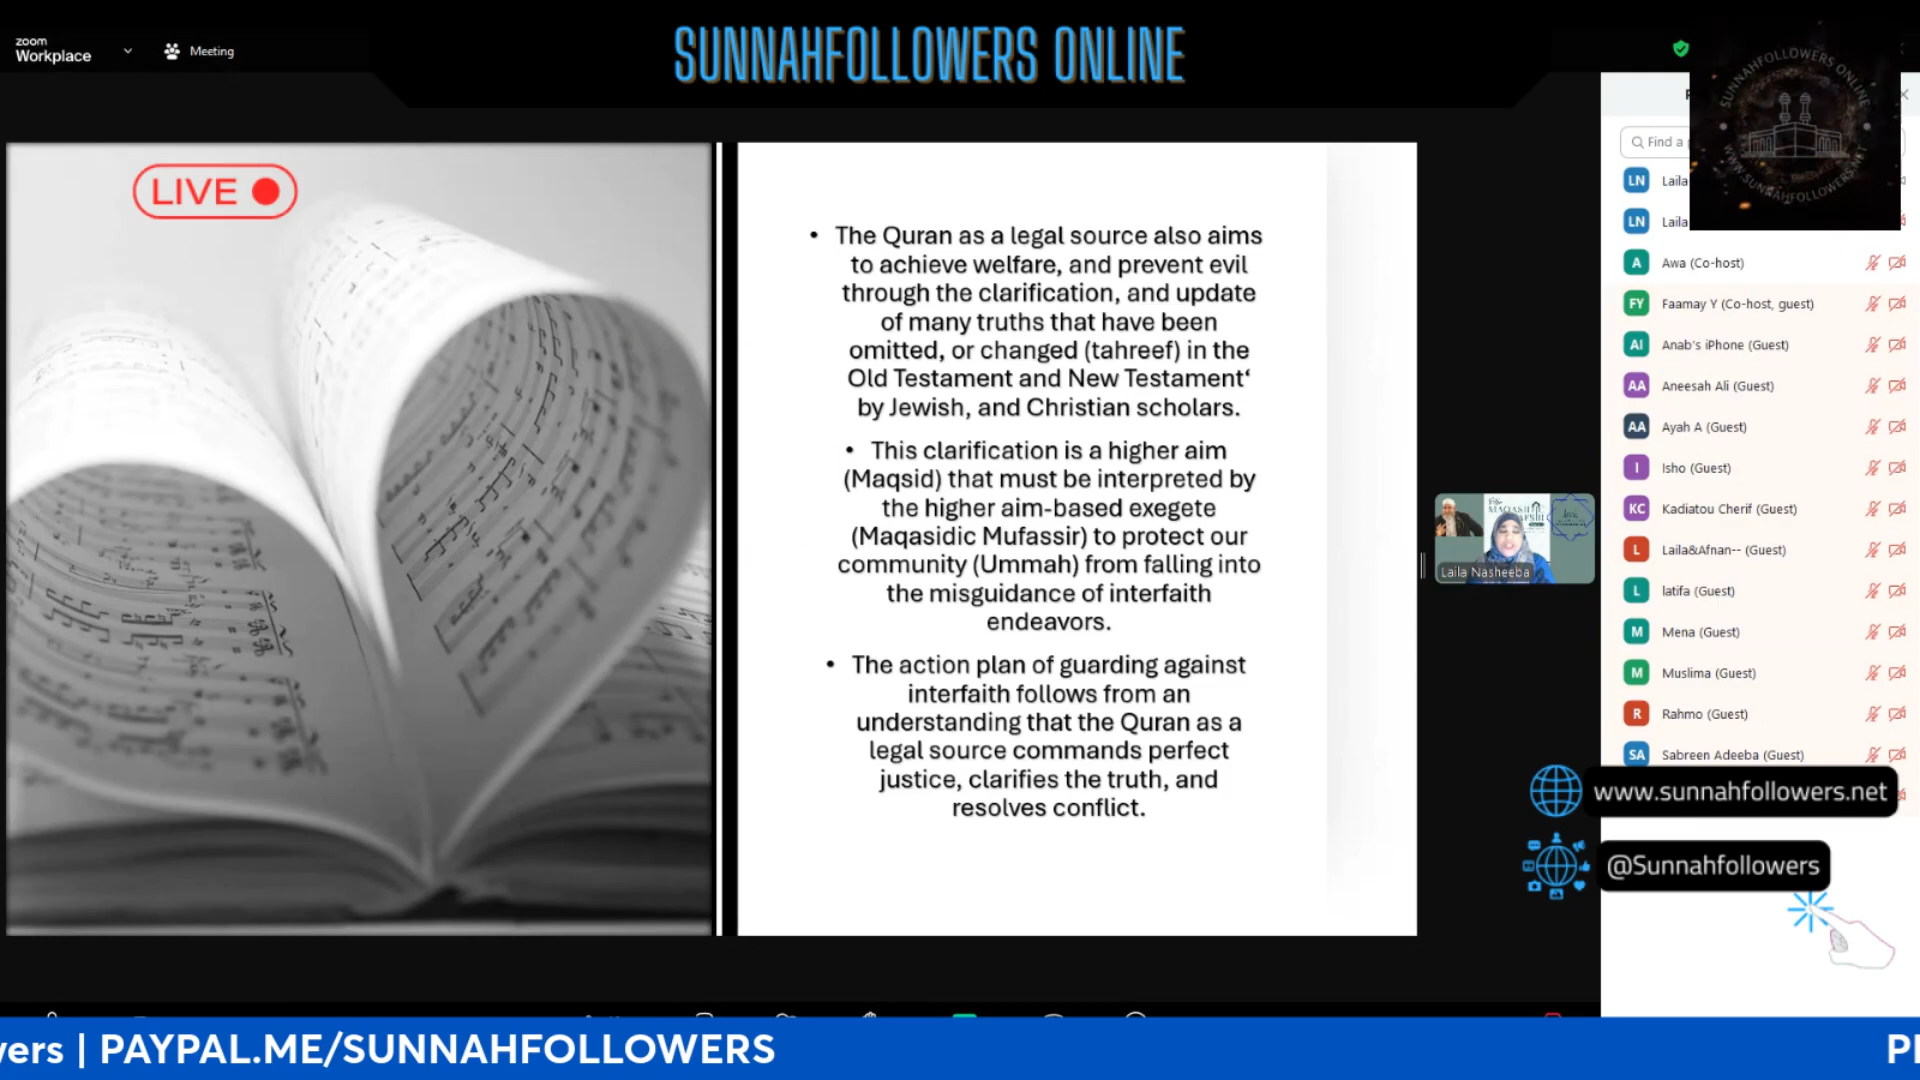 zoom
Workplace
Meeting
SUNNAHFOLLOWERS ONLINE
LIVE
• The Quran as a legal source also aims
to achieve welfare, and prevent evil
through the clarification, and update
of many truths that have been
omitted, or changed (tahreef) in the
Old Testament and New Testament‘
by Jewish, and Christian scholars.
• This clarification is a higher aim
(Maqsid) that must be interpreted by
the higher aim-based exegete
(Maqasidic Mufassir) to protect our
community (Ummah) from falling into
the misguidance of interfaith
endeavors.
• The action plan of guarding against
interfaith follows from an
understanding that the Quran as a
legal source commands perfect
justice, clarifies the truth, and
resolves conflict.
Laila Nasheeba
SUNNAHFOLLOWERS ONLINE
WWW.SUNNAHFOLLOWERS.NET
Find a
LN Laila
LN Laila
A Awa (Co-host)
FY Faamay Y (Co-host, guest)
AI Anab's iPhone (Guest)
AA Aneesah Ali (Guest)
AA Ayah A (Guest)
I Isho (Guest)
KC Kadiatou Cherif (Guest)
L Laila&Afnan-- (Guest)
L latifa (Guest)
M Mena (Guest)
M Muslima (Guest)
R Rahmo (Guest)
SA Sabreen Adeeba (Guest)
www.sunnahfollowers.net
@Sunnahfollowers
wers | PAYPAL.ME/SUNNAHFOLLOWERS